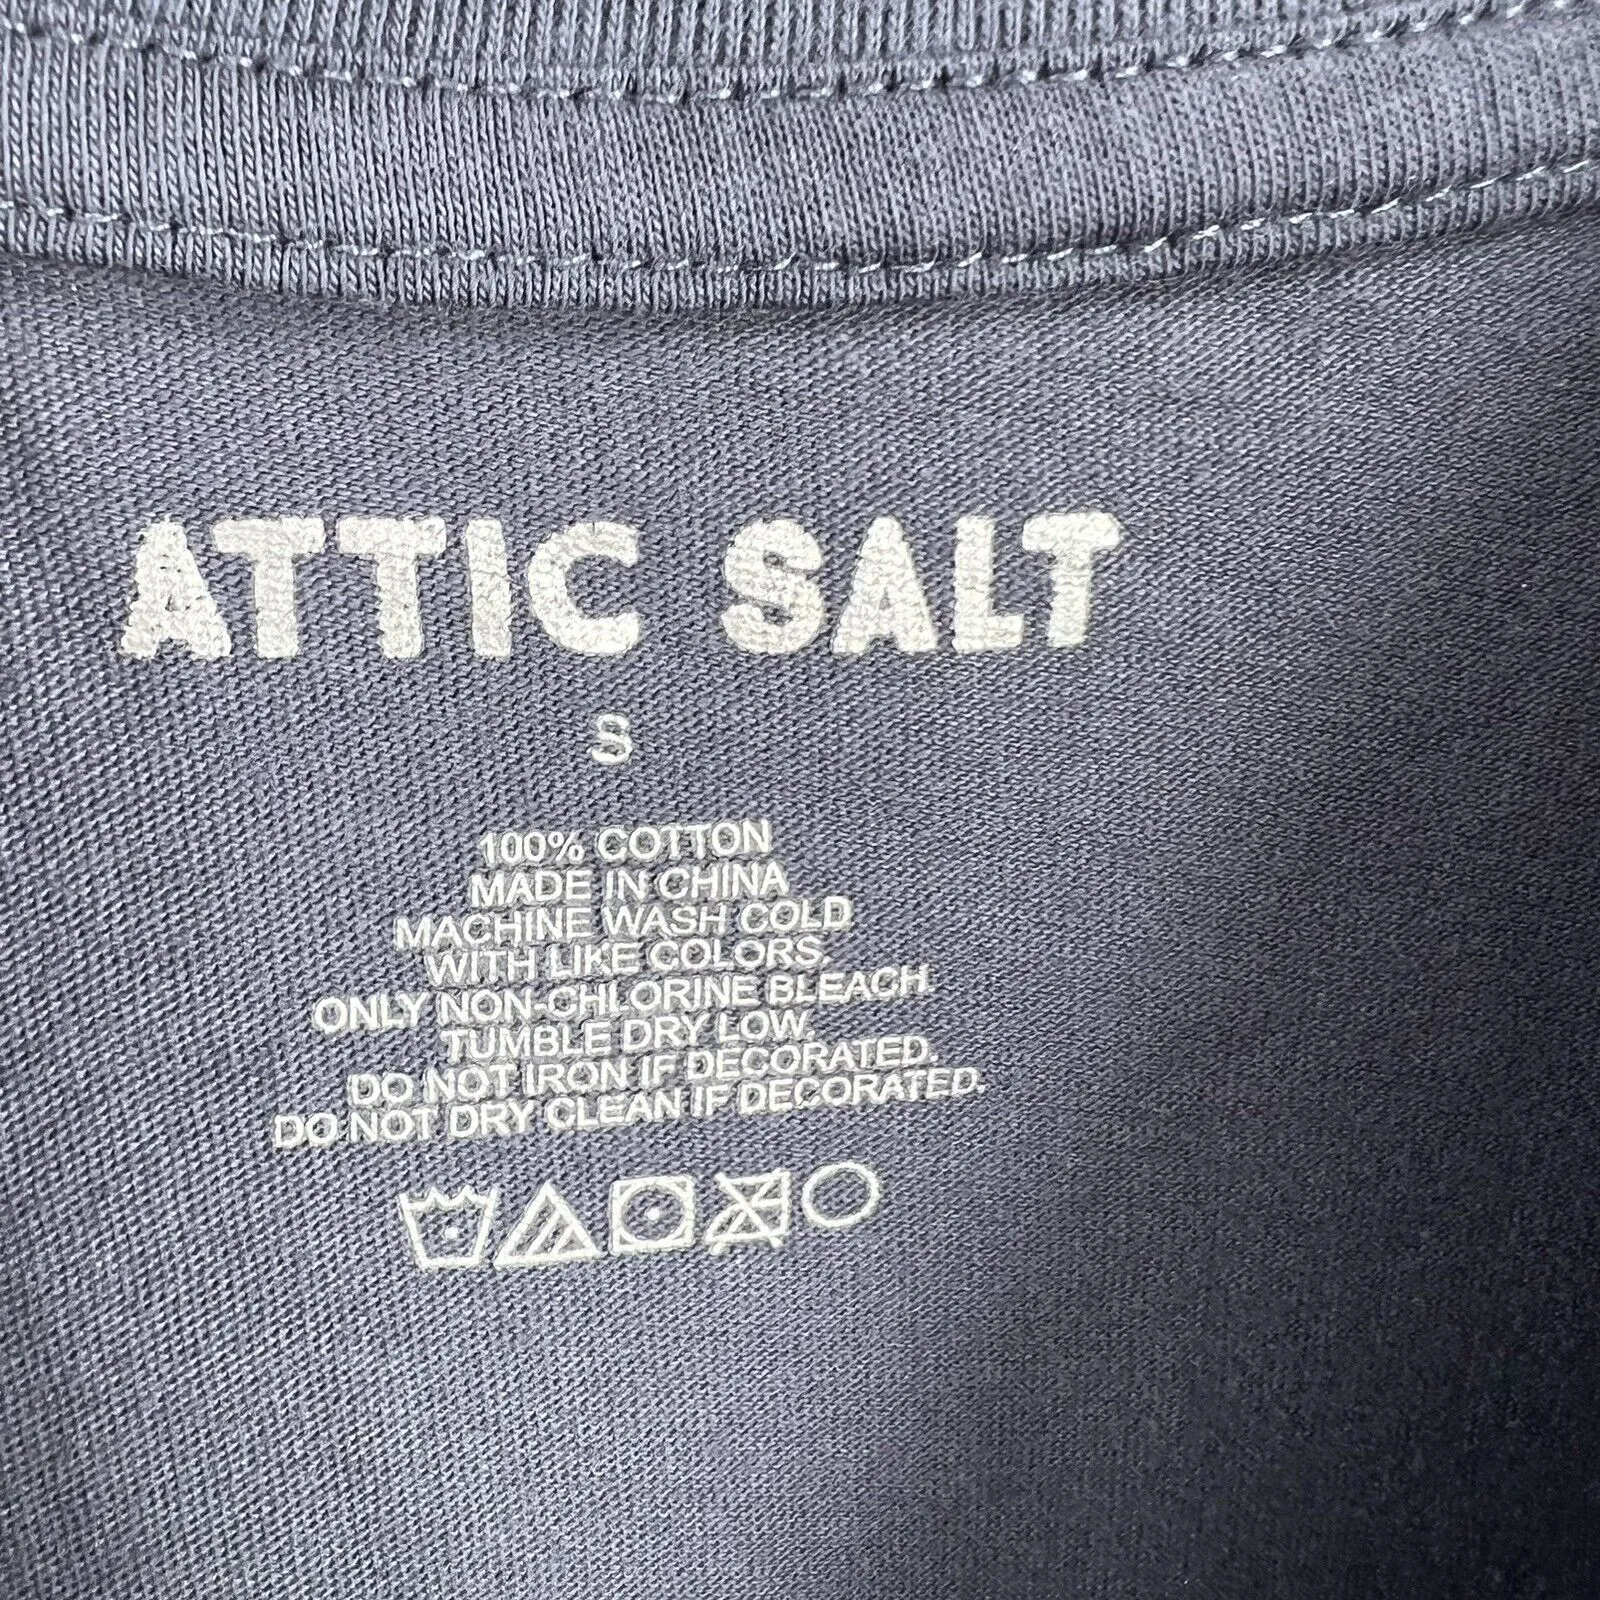 ATTIC SALT
S
100% COTTON
MADE IN CHINA
MACHINE WASH COLD
WITH LIKE COLORS.
ONLY NON-CHLORINE BLEACH
TUMBLE DRY LOW.
DO NOT IRON IF DECORATED.
DO NOT DRY CLEAN IF DECORATED.